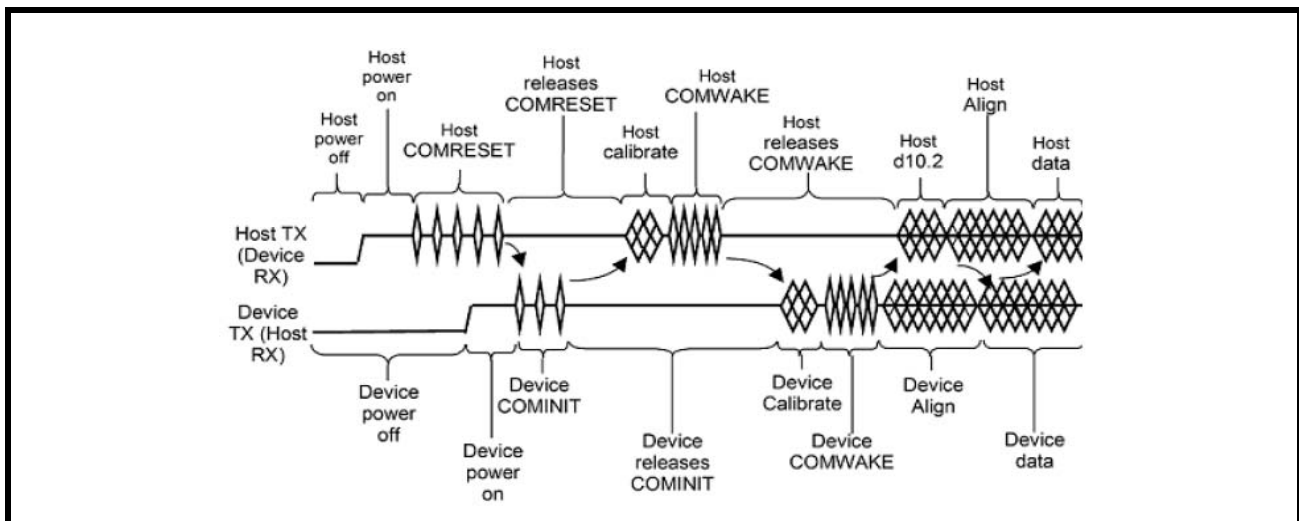 Host
power
off
Host
power
on
Host
COMRESET
Host
releases
COMRESET
Host
calibrate
Host
COMWAKE
Host
releases
COMWAKE
Host
d10.2
Host
Align
Host
data
Host TX
(Device
RX)
Device
TX (Host
RX)
Device
power
off
Device
power
on
Device
COMINIT
Device
releases
COMINIT
Device
Calibrate
Device
COMWAKE
Device
Align
Device
data